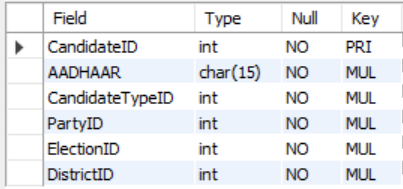 Field Type Null Key
CandidateID int NO PRI
AADHAAR char(15) NO MUL
CandidateTypeID int NO MUL
PartyID int NO MUL
ElectionID int NO MUL
DistrictID int NO MUL